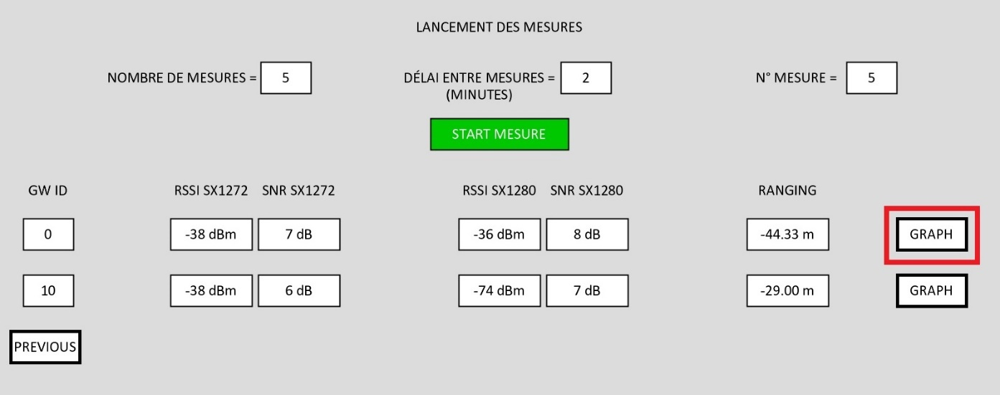 LANCEMENT DES MESURES
NOMBRE DE MESURES = 5
DÉLAI ENTRE MESURES = 2
(MINUTES)
N° MESURE = 5
START MESURE
GW ID RSSI SX1272 SNR SX1272 RSSI SX1280 SNR SX1280 RANGING
0 -38 dBm 7 dB -36 dBm 8 dB -44.33 m GRAPH
10 -38 dBm 6 dB -74 dBm 7 dB -29.00 m GRAPH
PREVIOUS